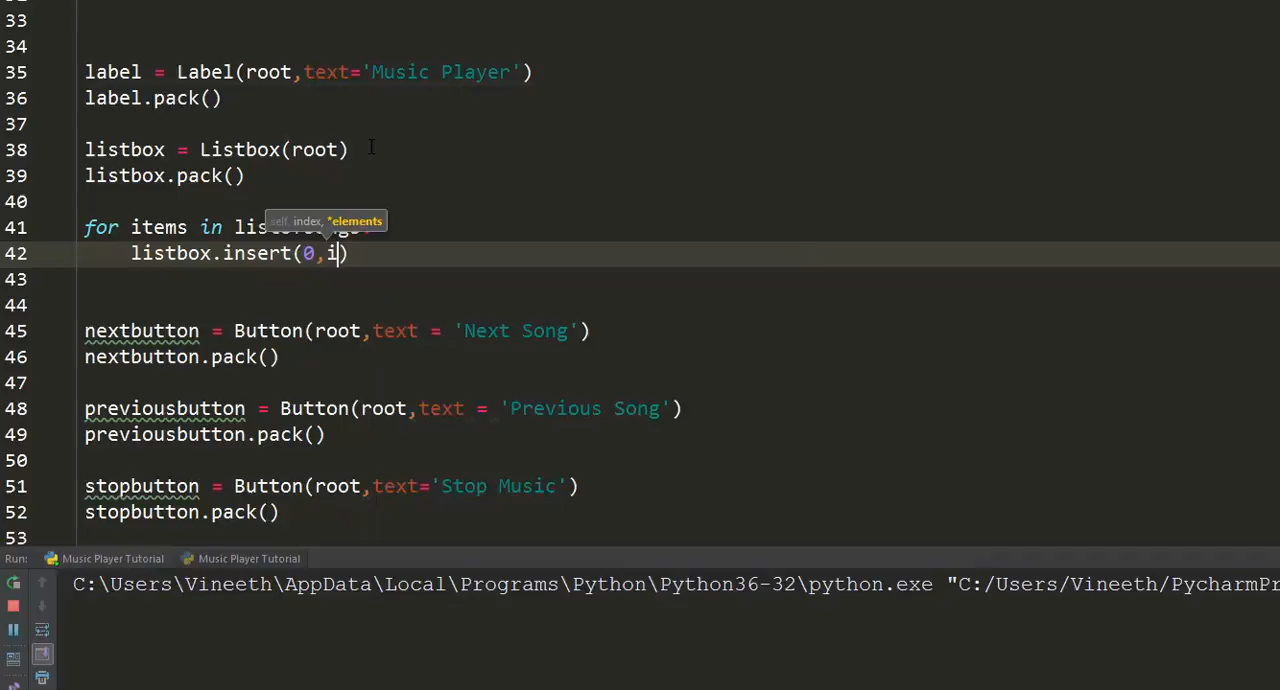 33
34
35 label = Label(root,text='Music Player')
36 label.pack()
37
38 listbox = Listbox(root)
39 listbox.pack()
40
self index, *elements
41 for items in
42 listbox.insert(0,i)
43
44
45 nextbutton = Button(root,text = 'Next Song')
46 nextbutton.pack()
47
48 previousbutton = Button(root,text = 'Previous Song')
49 previousbutton.pack()
50
51 stopbutton = Button(root,text='Stop Music')
52 stopbutton.pack()
53
Run: Music Player Tutorial Music Player Tutorial
C:\Users\Vineeth\AppData\Local\Programs\Python\Python36-32\python.exe "C:/Users/Vineeth/PycharmPr